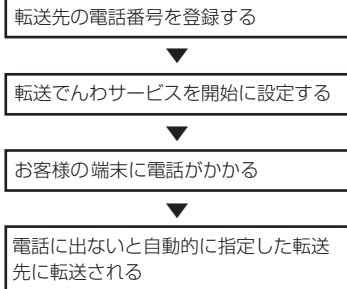 転送先の電話番号を登録する
転送でんわサービスを開始に設定する
お客様の端末に電話がかかる
電話に出ないと自動的に指定した転送
先に転送される